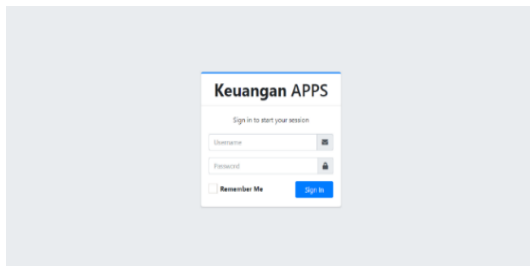 Keuangan APPS
Sign in to start your session
Username
Password
Remember Me
Sign In